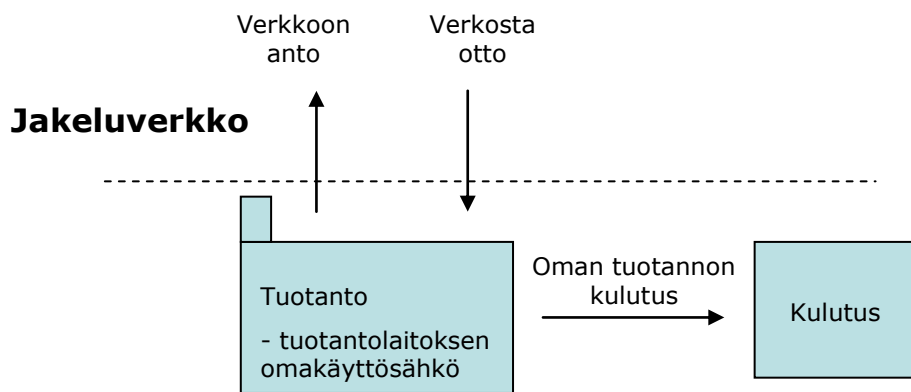 Verkkoon
anto
Verkosta
otto
Jakeluverkko
Tuotanto
- tuotantolaitoksen
omakäyttösähkö
Oman tuotannon
kulutus
Kulutus